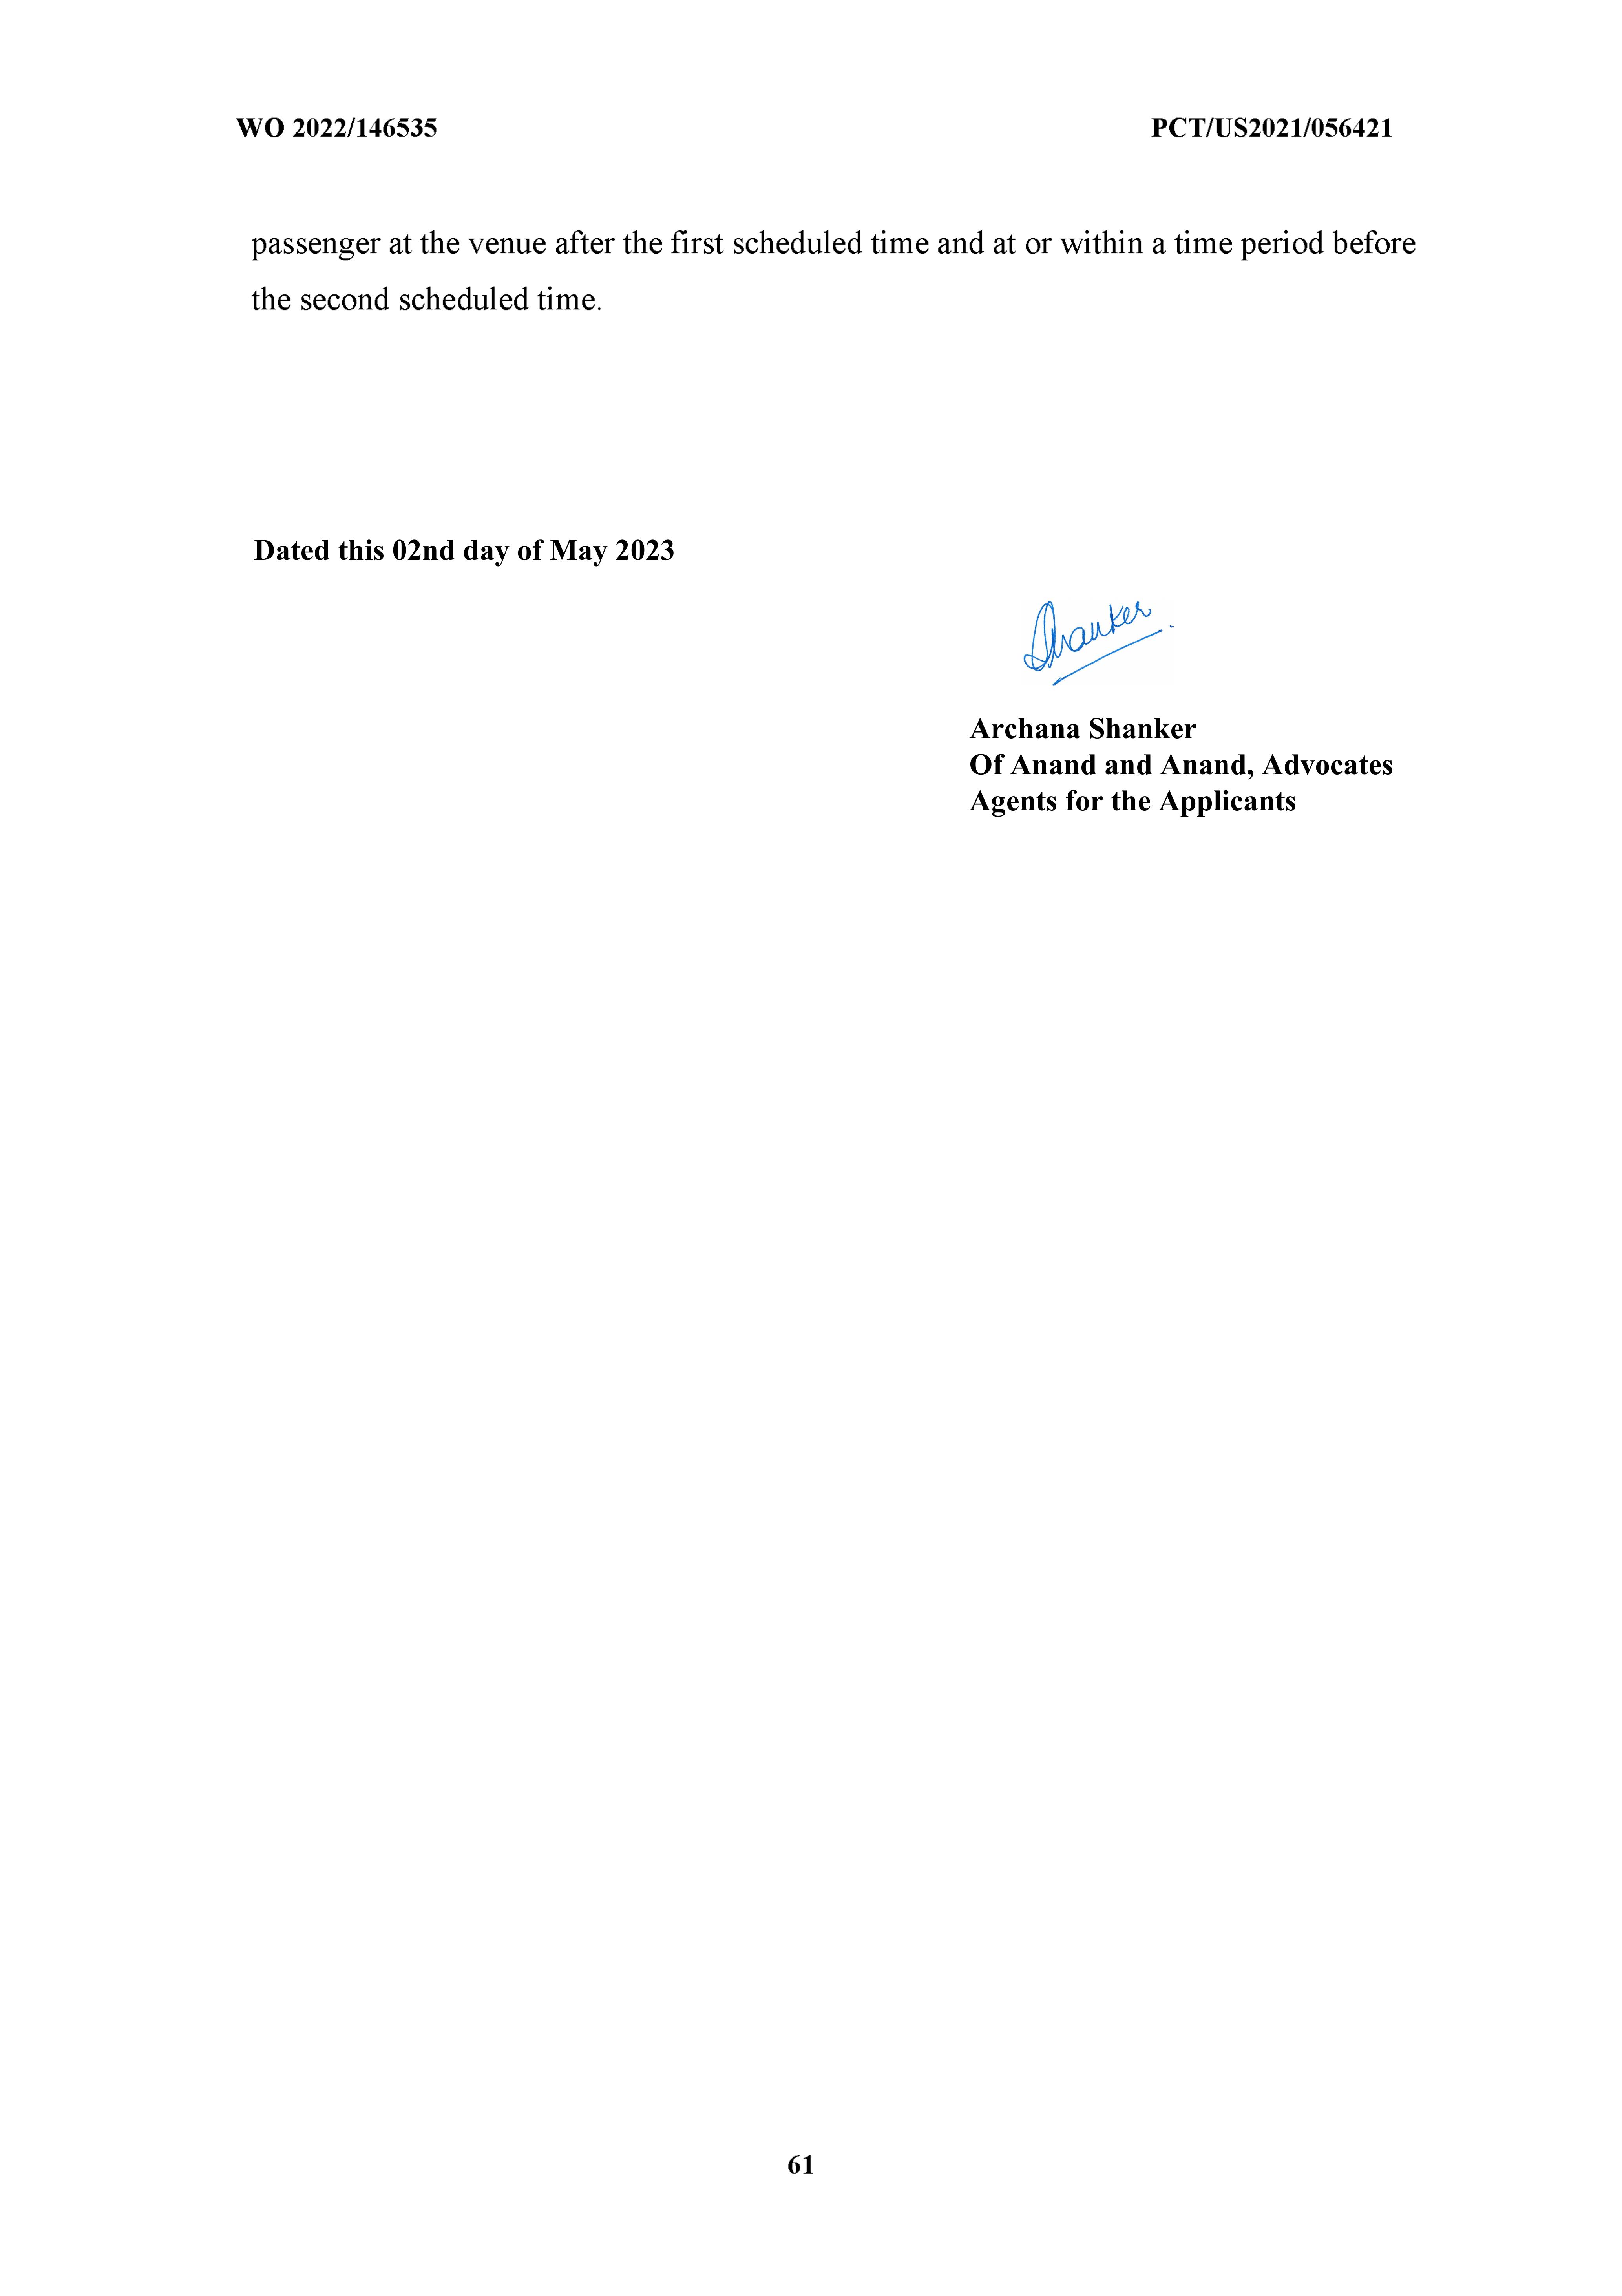 WO 2022/146535 PCT/US2021/056421
passenger at the venue after the first scheduled time and at or within a time period before
the second scheduled time.
Dated this 02nd day of May 2023
Shanker
Archana Shanker
Of Anand and Anand, Advocates
Agents for the Applicants
61